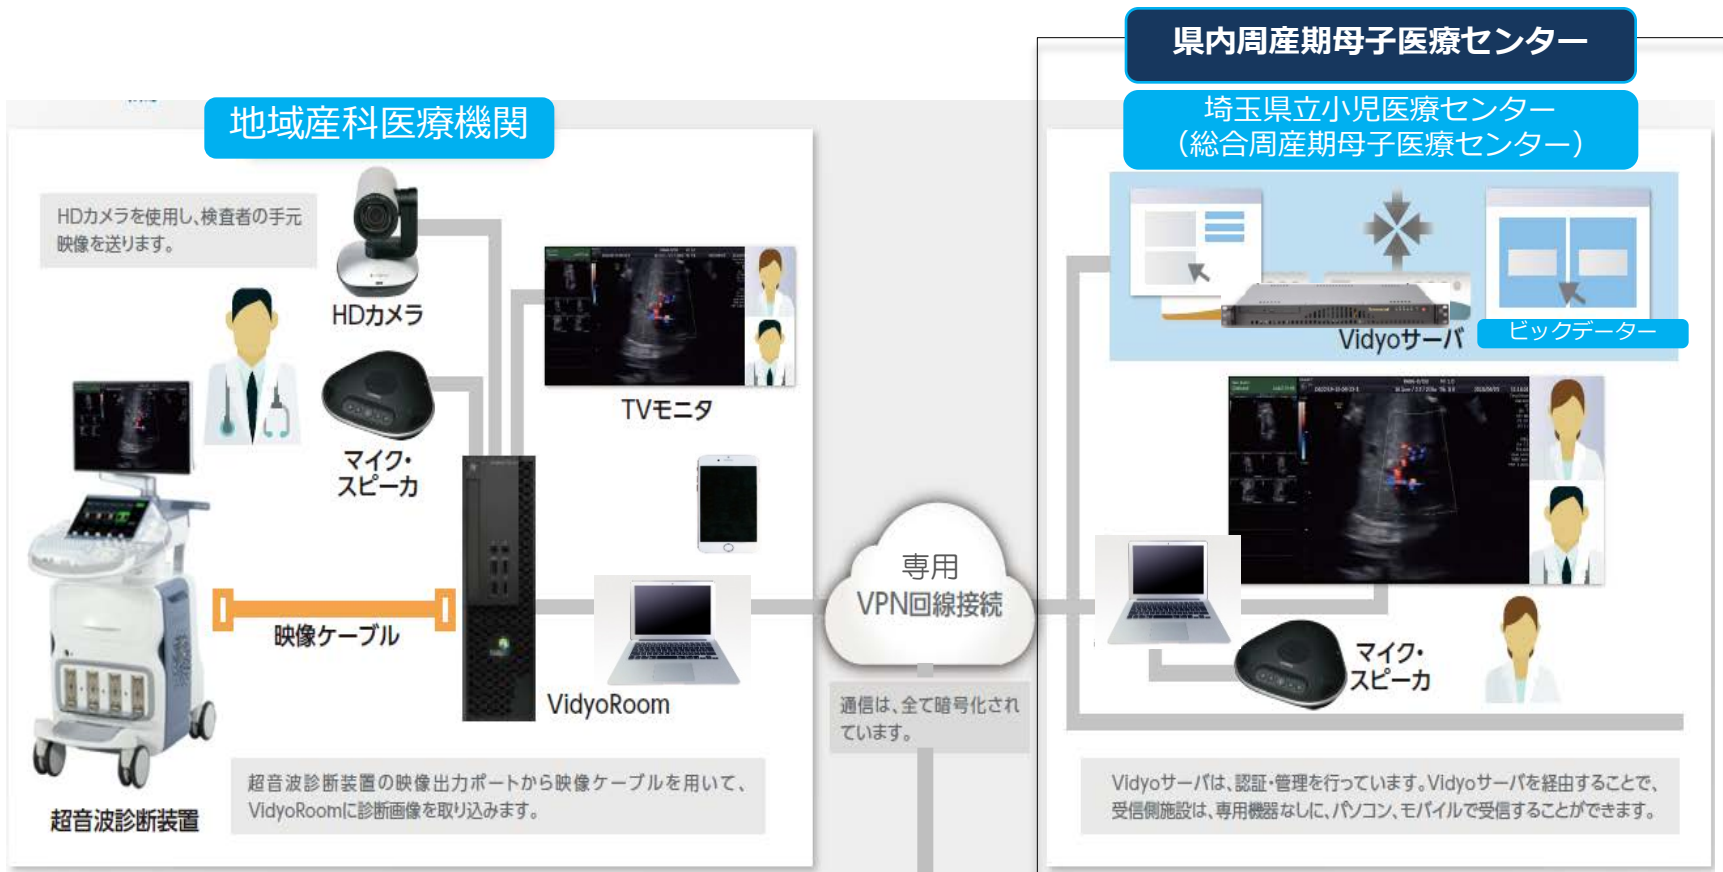 県内周産期母子医療センター
地域産科医療機関
埼玉県立小児医療センター
（総合周産期母子医療センター）
HDカメラを使用し、検査者の手元
映像を送ります。
HDカメラ
Vidyoサーバ
ビックデーター
TVモニタ
マイク・
スピーカ
専用
VPN回線接続
映像ケーブル
マイク・
スピーカ
VidyoRoom
通信は、全て暗号化され
ています。
超音波診断装置の映像出力ポートから映像ケーブルを用いて、
VidyoRoomに診断画像を取り込みます。
超音波診断装置
Vidyoサーバは、認証・管理を行っています。Vidyoサーバを経由することで、
受信側施設は、専用機器なしに、パソコン、モバイルで受信することができます。